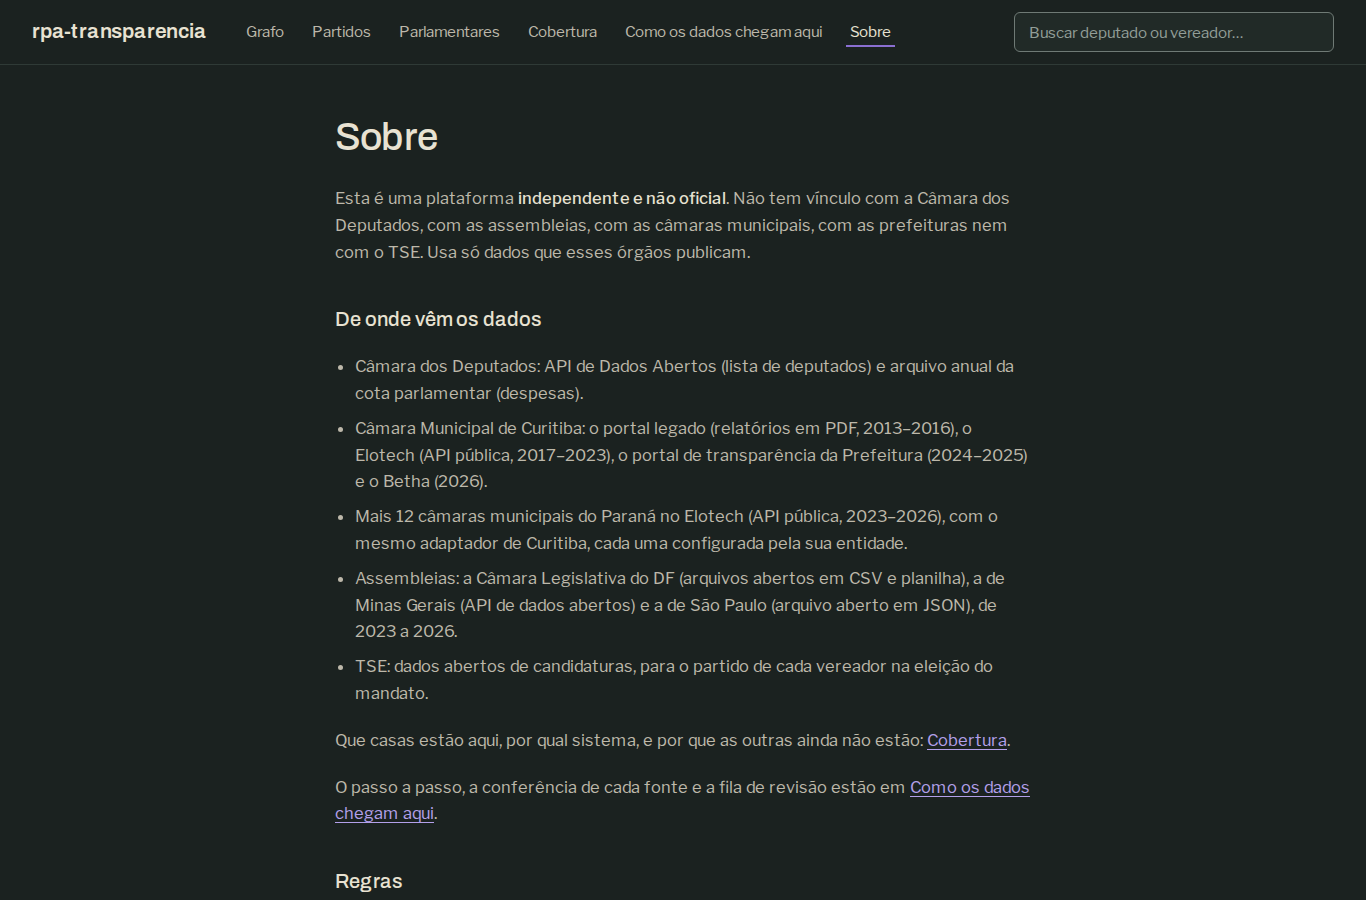 rpa-transparencia
Grafo
Partidos
Parlamentares
Cobertura
Como os dados chegam aqui
Sobre
Buscar deputado ou vereador...
Sobre
Esta é uma plataforma independente e não oficial. Não tem vínculo com a Câmara dos
Deputados, com as assembleias, com as câmaras municipais, com as prefeituras nem
com o TSE. Usa só dados que esses órgãos publicam.
De onde vêm os dados
• Câmara dos Deputados: API de Dados Abertos (lista de deputados) e arquivo anual da
cota parlamentar (despesas).
• Câmara Municipal de Curitiba: o portal legado (relatórios em PDF, 2013–2016), o
Elotech (API pública, 2017–2023), o portal de transparência da Prefeitura (2024–2025)
e o Betha (2026).
• Mais 12 câmaras municipais do Paraná no Elotech (API pública, 2023–2026), com o
mesmo adaptador de Curitiba, cada uma configurada pela sua entidade.
• Assembleias: a Câmara Legislativa do DF (arquivos abertos em CSV e planilha), a de
Minas Gerais (API de dados abertos) e a de São Paulo (arquivo aberto em JSON), de
2023 a 2026.
• TSE: dados abertos de candidaturas, para o partido de cada vereador na eleição do
mandato.
Que casas estão aqui, por qual sistema, e por que as outras ainda não estão: Cobertura.
O passo a passo, a conferência de cada fonte e a fila de revisão estão em Como os dados
chegam aqui.
Regras